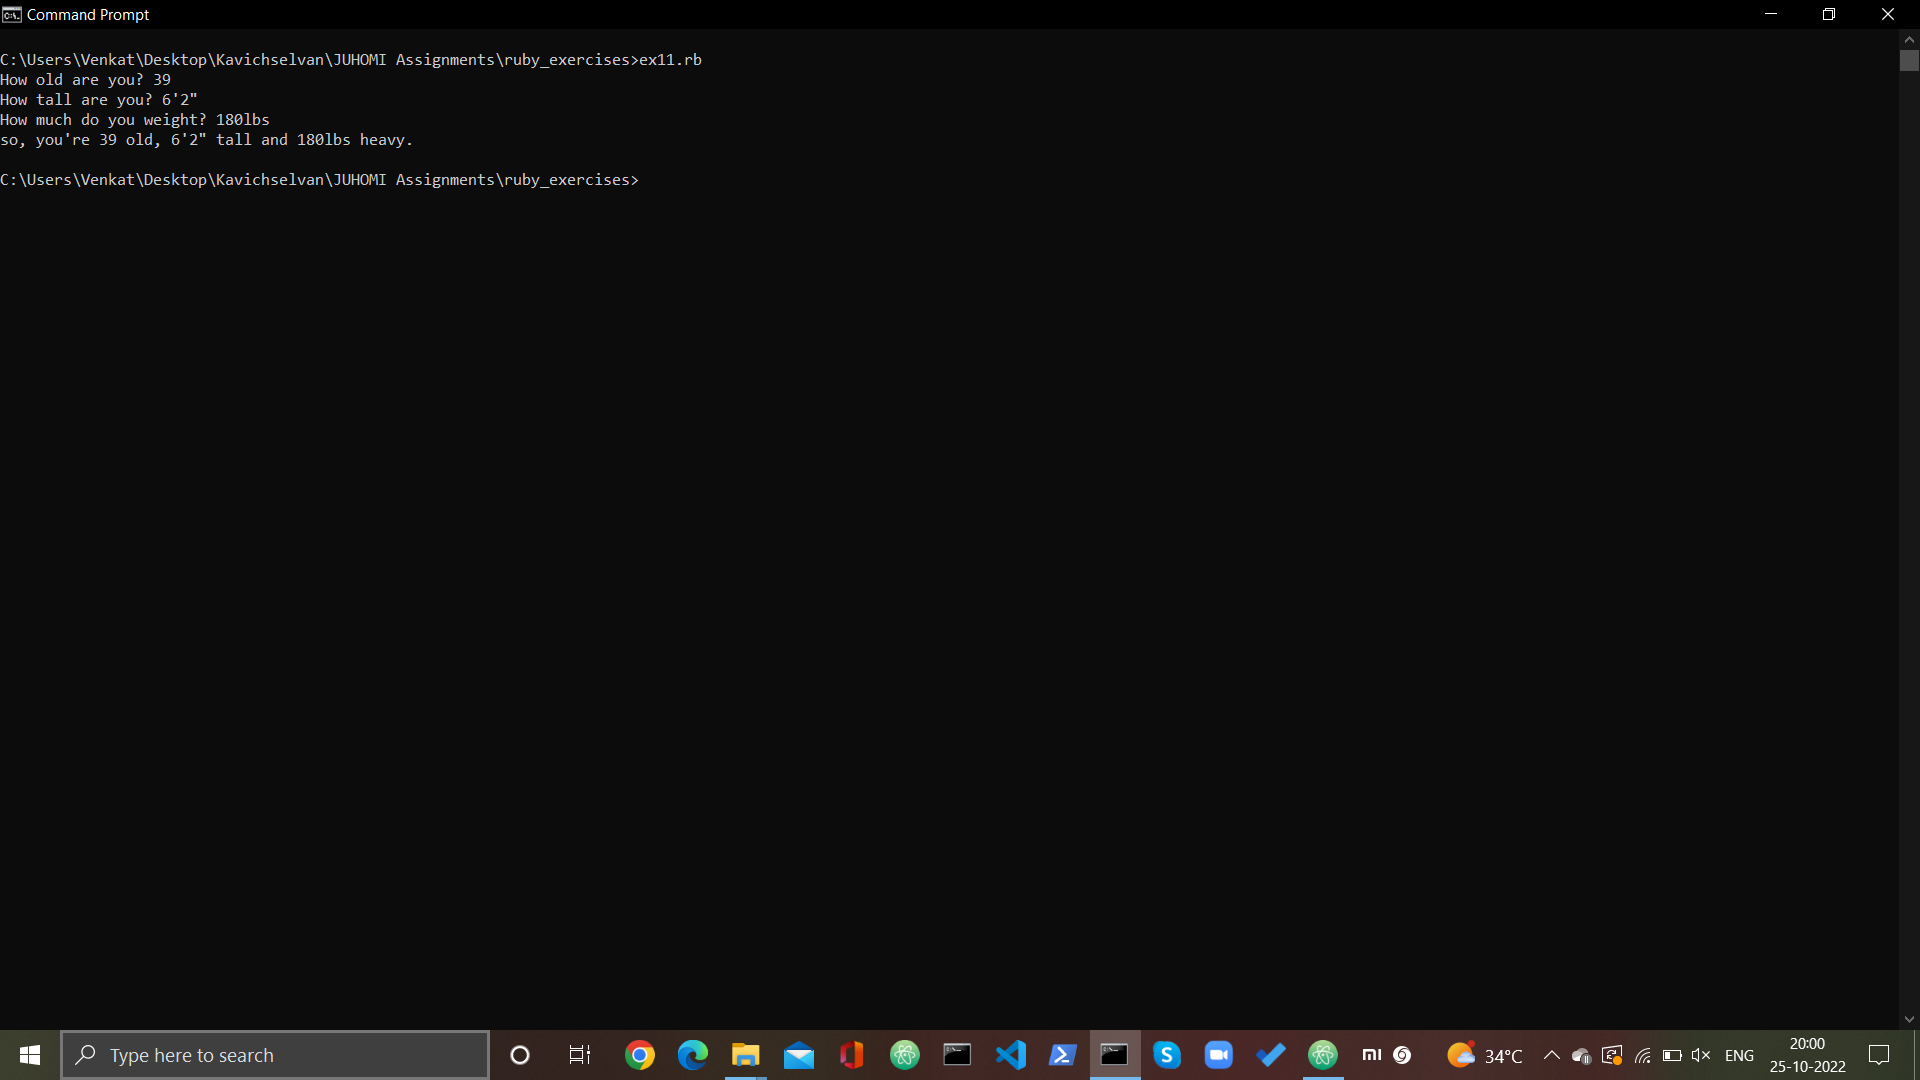 Command Prompt
C:\Users\Venkat\Desktop\Kavichselvan\JUHOMI Assignments\ruby_exercises>ex11.rb
How old are you? 39
How tall are you? 6'2"
How much do you weight? 180lbs
so, you're 39 old, 6'2" tall and 180lbs heavy.
C:\Users\Venkat\Desktop\Kavichselvan\JUHOMI Assignments\ruby_exercises>
Type here to search
34°C
ENG
20:00
25-10-2022